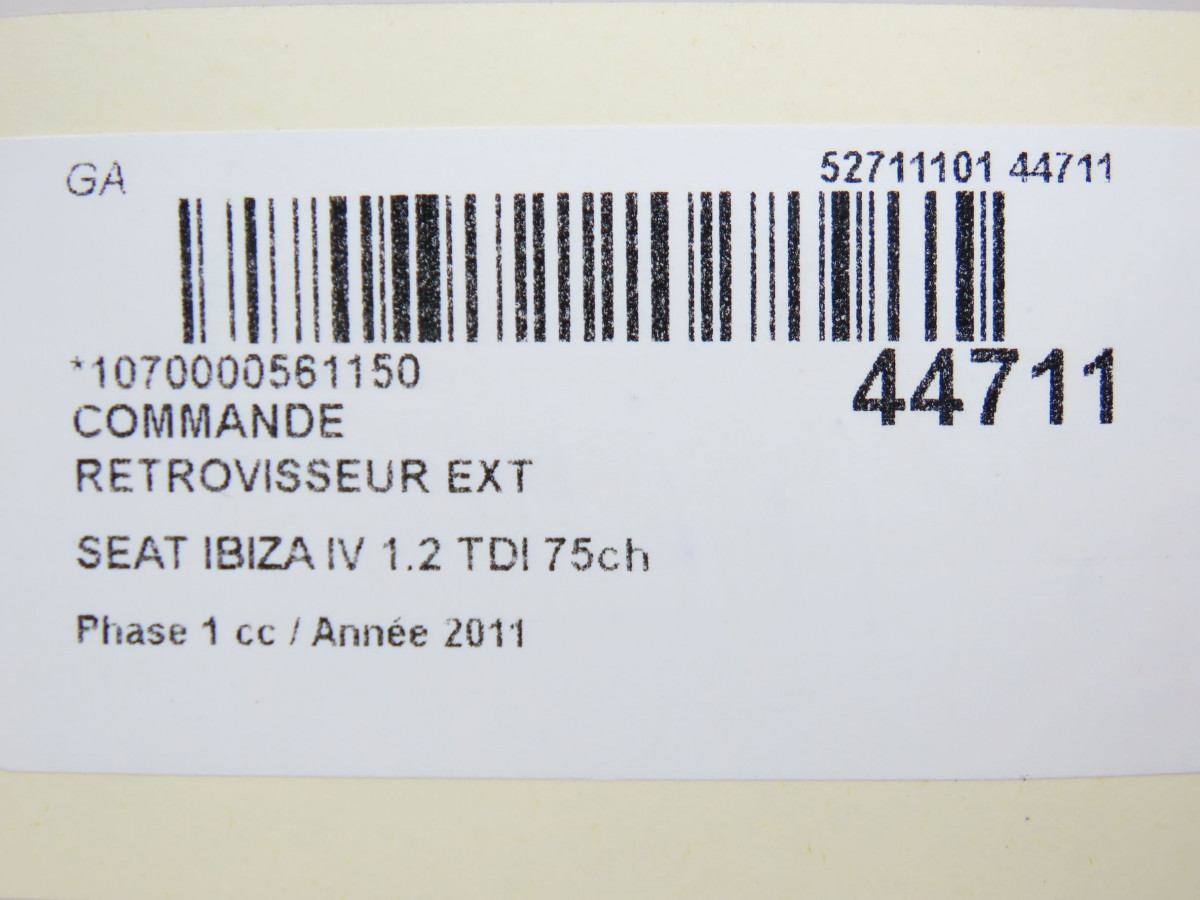 GA
52711101 44711
*1070000561150
44711
COMMANDE
RETROVISSEUR EXT
SEAT IBIZA IV 1.2 TDI 75ch
Phase 1 cc / Année 2011